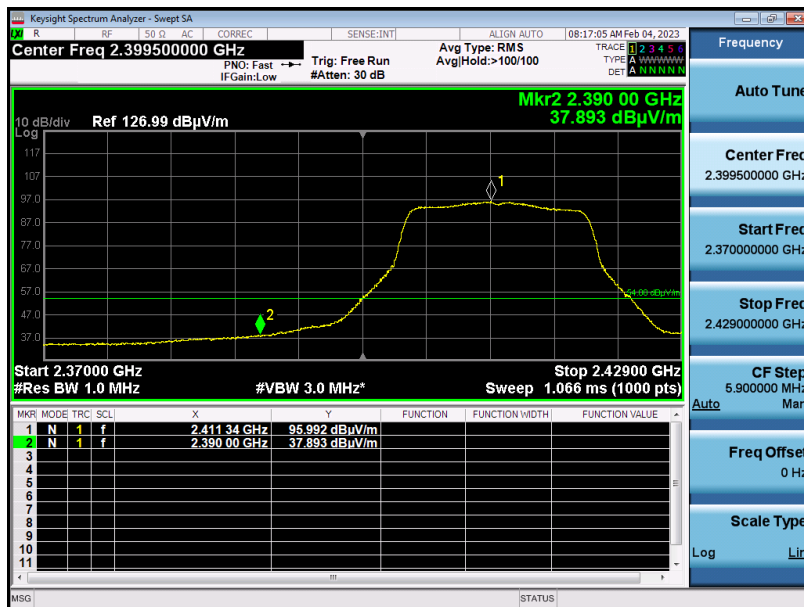 Keysight Spectrum Analyzer - Swept SA
R RF 50 Ω AC CORREC SENSE:INT ALIGN AUTO 08:17:05 AM Feb 04, 2023
Center Freq 2.399500000 GHz
PNO: Fast
IFGain:Low
Trig: Free Run
#Atten: 30 dB
Avg Type: RMS
Avg|Hold:>100/100
TRACE 1 2 3 4 5 6
TYPE A WWWWW
DET A N N N N N
Mkr2 2.390 00 GHz
37.893 dBµV/m
10 dB/div Ref 126.99 dBµV/m
Log
117
107
97.0
87.0
77.0
67.0
57.0
47.0
37.0
1
2
54.00 dBµV/m
Start 2.37000 GHz Stop 2.42900 GHz
#Res BW 1.0 MHz #VBW 3.0 MHz* Sweep 1.066 ms (1000 pts)
MKR MODE TRC SCL X Y FUNCTION FUNCTION WIDTH FUNCTION VALUE
1 N 1 f 2.411 34 GHz 95.992 dBµV/m
2 N 1 f 2.390 00 GHz 37.893 dBµV/m
3
4
5
6
7
8
9
10
11
MSG STATUS
Frequency
Auto Tune
Center Freq
2.399500000 GHz
Start Freq
2.370000000 GHz
Stop Freq
2.429000000 GHz
CF Step
5.900000 MHz
Auto Man
Freq Offset
0 Hz
Scale Type
Log Lin